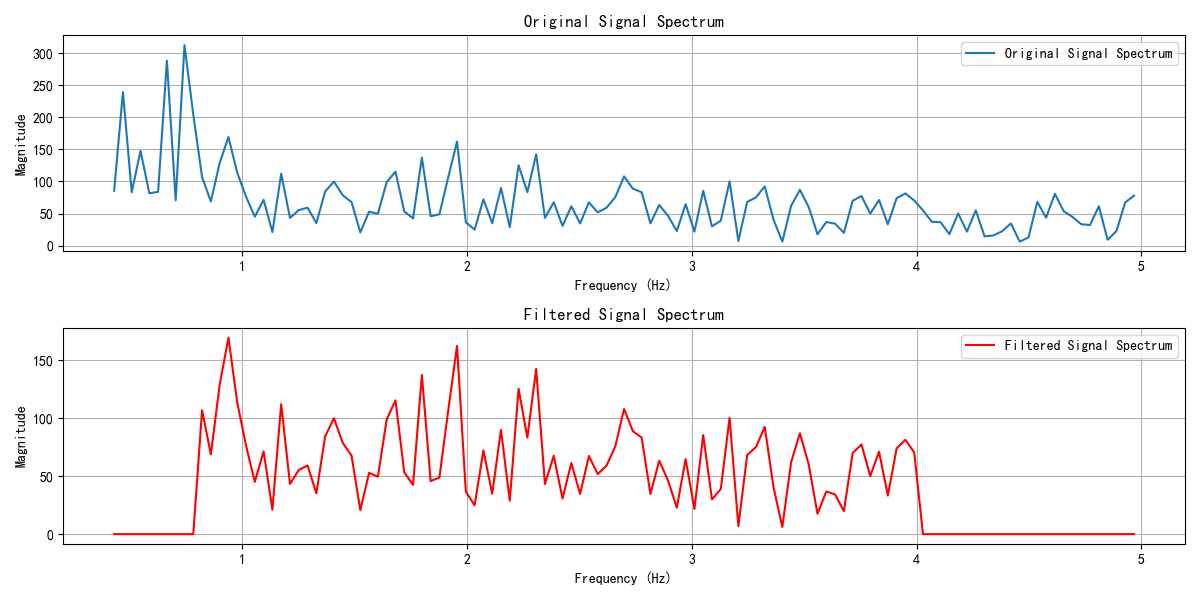 Original Signal Spectrum
Original Signal Spectrum
Magnitude
300
250
200
150
100
50
0
1 2 3 4 5
Frequency (Hz)
Filtered Signal Spectrum
Filtered Signal Spectrum
Magnitude
150
100
50
0
1 2 3 4 5
Frequency (Hz)